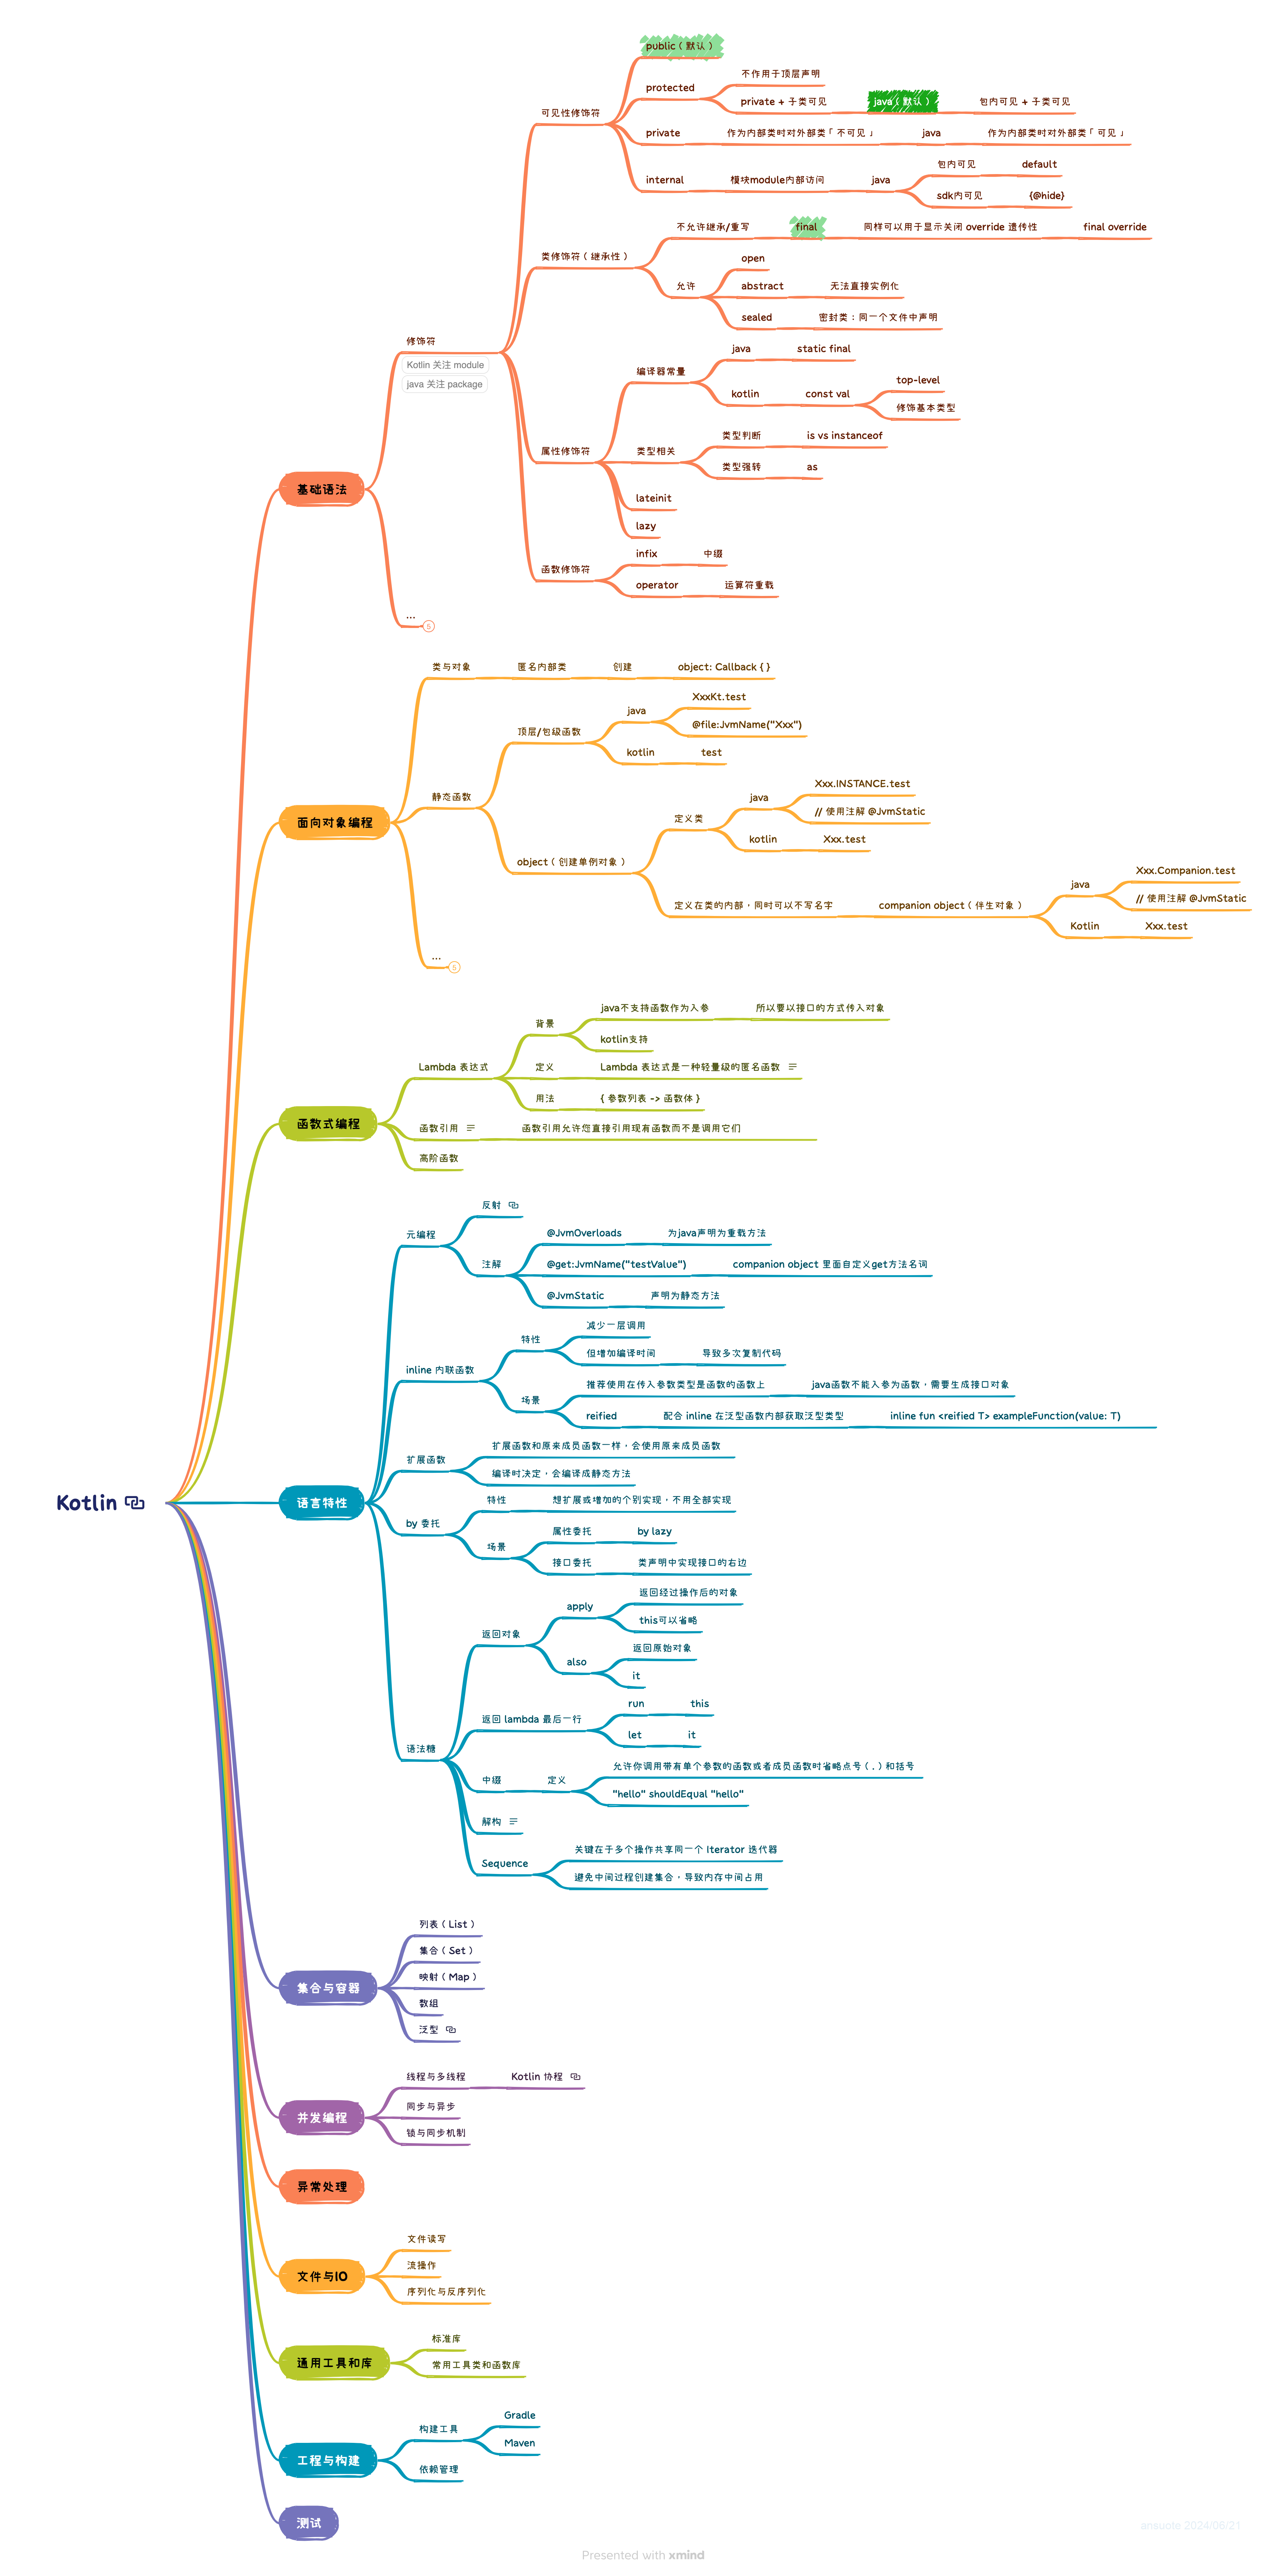 Kotlin
基础语法
修饰符
Kotlin 关注 module
java 关注 package
可见性修饰符
public（默认）
protected
不作用于顶层声明
private + 子类可见
java（默认）
包内可见 + 子类可见
private
作为内部类时对外部类「不可见」
java
作为内部类时对外部类「可见」
internal
模块module内部访问
java
包内可见
default
sdk内可见
{@hide}
类修饰符（继承性）
不允许继承/重写
final
同样可以用于显示关闭 override 遗传性
final override
允许
open
abstract
无法直接实例化
sealed
密封类：同一个文件中声明
属性修饰符
编译器常量
java
static final
kotlin
const val
top-level
修饰基本类型
类型相关
类型判断
is vs instanceof
类型强转
as
lateinit
lazy
函数修饰符
infix
中缀
operator
运算符重载
...
5
面向对象编程
类与对象
匿名内部类
创建
object: Callback { }
静态函数
顶层/包级函数
java
XxxKt.test
@file:JvmName("Xxx")
kotlin
test
object（创建单例对象）
定义类
java
Xxx.INSTANCE.test
// 使用注解 @JvmStatic
kotlin
Xxx.test
定义在类的内部，同时可以不写名字
companion object（伴生对象）
java
Xxx.Companion.test
// 使用注解 @JvmStatic
Kotlin
Xxx.test
...
5
函数式编程
Lambda 表达式
背景
java不支持函数作为入参
所以要以接口的方式传入对象
kotlin支持
定义
Lambda 表达式是一种轻量级的匿名函数
用法
{ 参数列表 -> 函数体 }
函数引用
函数引用允许您直接引用现有函数而不是调用它们
高阶函数
语言特性
元编程
反射
注解
@JvmOverloads
为java声明为重载方法
@get:JvmName("testValue")
companion object 里面自定义get方法名词
@JvmStatic
声明为静态方法
inline 内联函数
特性
减少一层调用
但增加编译时间
导致多次复制代码
场景
推荐使用在传入参数类型是函数的函数上
java函数不能入参为函数，需要生成接口对象
reified
配合 inline 在泛型函数内部获取泛型类型
inline fun <reified T> exampleFunction(value: T)
扩展函数
扩展函数和原来成员函数一样，会使用原来成员函数
编译时决定，会编译成静态方法
by 委托
特性
想扩展或增加的个别实现，不用全部实现
场景
属性委托
by lazy
接口委托
类声明中实现接口的右边
语法糖
返回对象
apply
返回经过操作后的对象
this可以省略
also
返回原始对象
it
返回 lambda 最后一行
run
this
let
it
中缀
定义
允许你调用带有单个参数的函数或者成员函数时省略点号（.）和括号
"hello" shouldEqual "hello"
解构
Sequence
关键在于多个操作共享同一个 Iterator 迭代器
避免中间过程创建集合，导致内存中间占用
集合与容器
列表（List）
集合（Set）
映射（Map）
数组
泛型
并发编程
线程与多线程
Kotlin 协程
同步与异步
锁与同步机制
异常处理
文件与IO
文件读写
流操作
序列化与反序列化
通用工具和库
标准库
常用工具类和函数库
工程与构建
构建工具
Gradle
Maven
依赖管理
测试
ansuote 2024/06/21
Presented with xmind